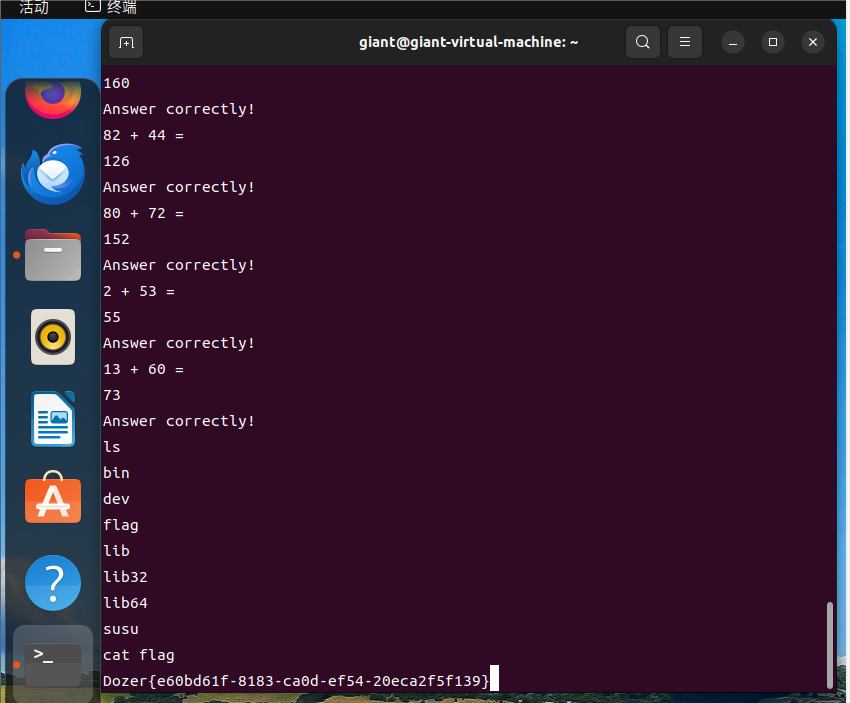 活动 终端
giant@giant-virtual-machine: ~
160
Answer correctly!
82 + 44 =
126
Answer correctly!
80 + 72 =
152
Answer correctly!
2 + 53 =
55
Answer correctly!
13 + 60 =
73
Answer correctly!
ls
bin
dev
flag
lib
lib32
lib64
susu
cat flag
Dozer{e60bd61f-8183-ca0d-ef54-20eca2f5f139}